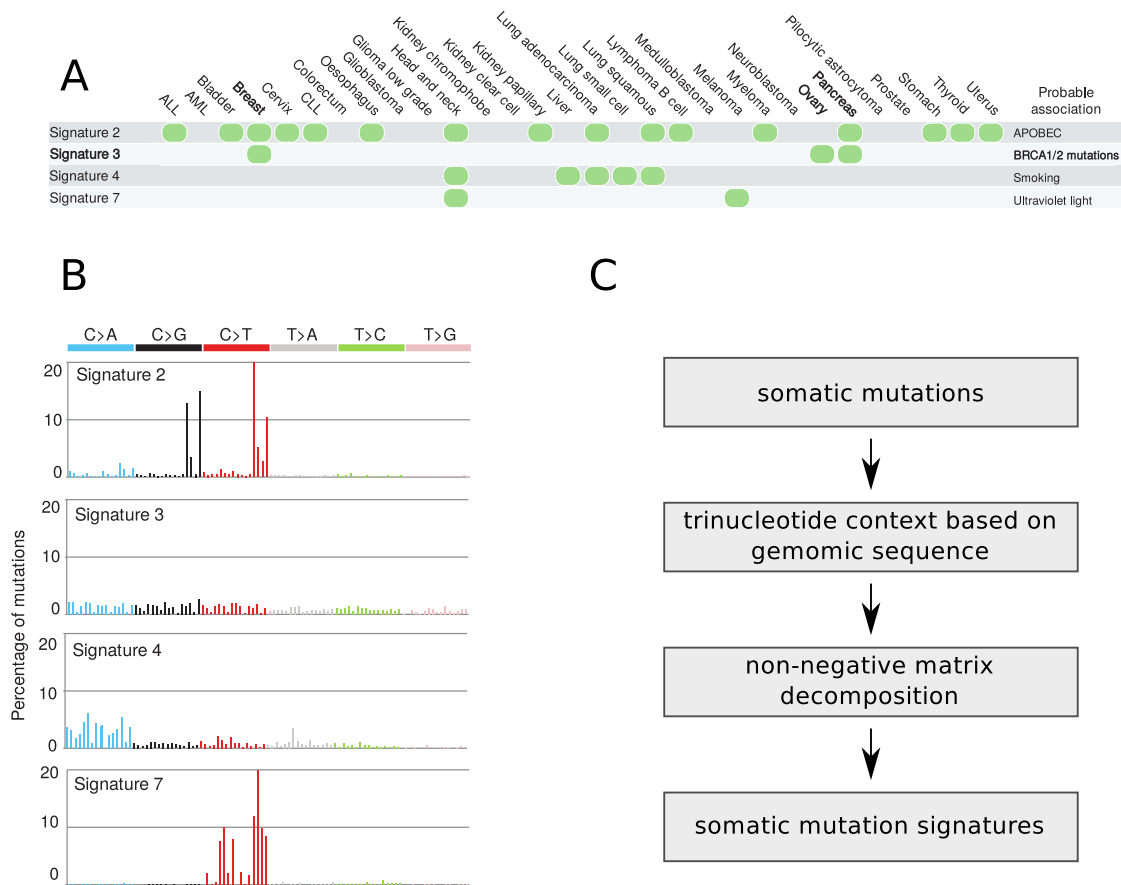 A
ALL
AML
Bladder
Breast
Cervix
CLL
Colorectum
Oesophagus
Glioblastoma
Glioma low grade
Head and neck
Kidney chromophobe
Kidney clear cell
Kidney papillary
Liver
Lung adenocarcinoma
Lung small cell
Lung squamous
Lymphoma B cell
Medulloblastoma
Melanoma
Myeloma
Neuroblastoma
Ovary
Pancreas
Pilocytic astrocytoma
Prostate
Stomach
Thyroid
Uterus
Probable
association
Signature 2
APOBEC
Signature 3
BRCA1/2 mutations
Signature 4
Smoking
Signature 7
Ultraviolet light
B
C>A C>G C>T T>A T>C T>G
Percentage of mutations
20
Signature 2
10
0
20
Signature 3
10
0
20
Signature 4
10
0
20
Signature 7
10
0
C
somatic mutations
trinucleotide context based on
gemomic sequence
non-negative matrix
decomposition
somatic mutation signatures